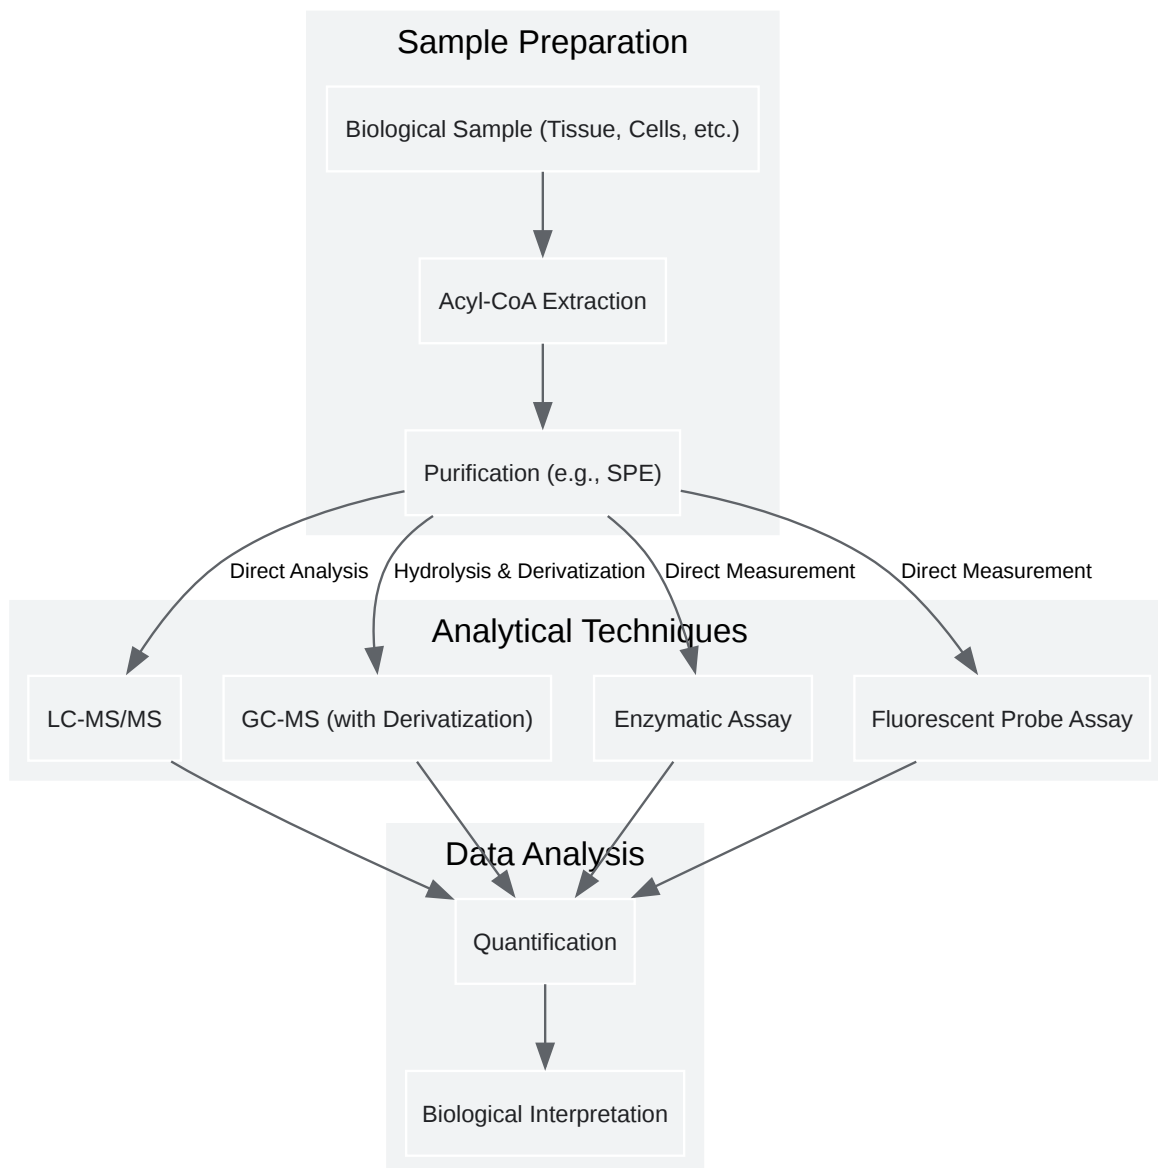 Sample Preparation
Biological Sample (Tissue, Cells, etc.)
Acyl-CoA Extraction
Purification (e.g., SPE)
Direct Analysis
Hydrolysis & Derivatization
Direct Measurement
Direct Measurement
Analytical Techniques
LC-MS/MS
GC-MS (with Derivatization)
Enzymatic Assay
Fluorescent Probe Assay
Data Analysis
Quantification
Biological Interpretation